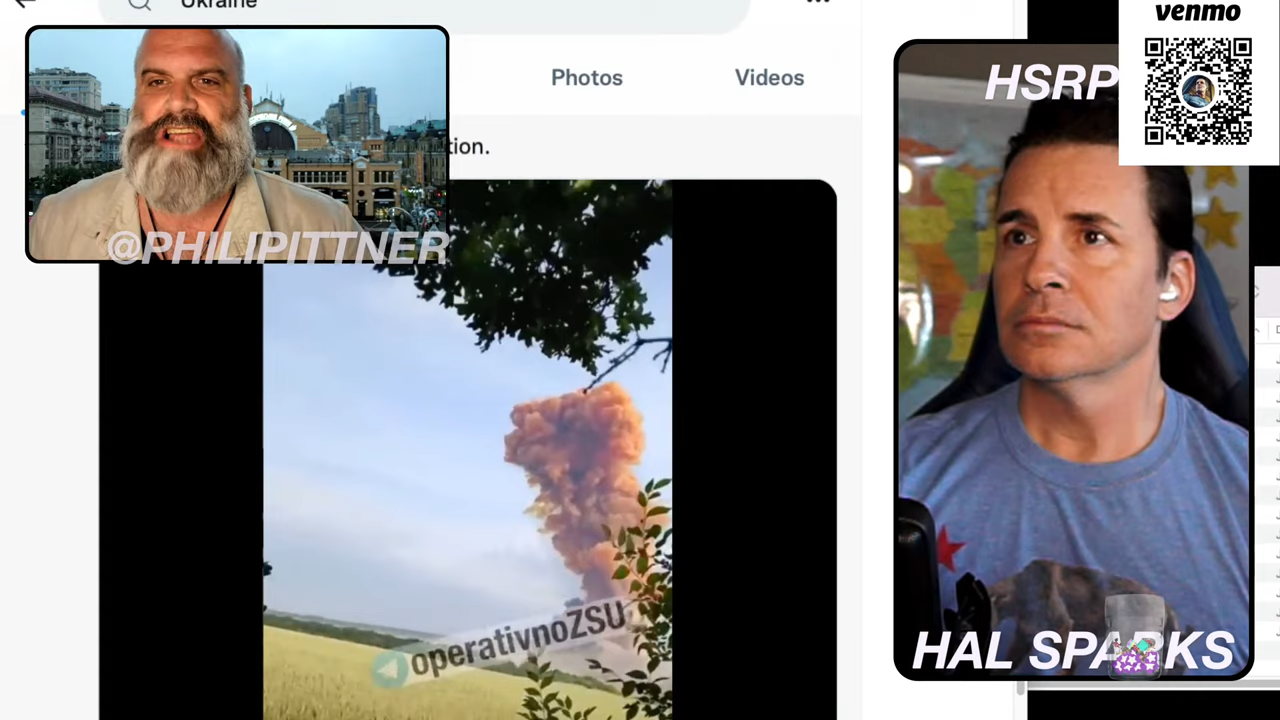 Ukraine
venmo
Photos
Videos
HSRP
tion.
@PHILIPITTNER
operativnoZSU
HAL SPARKS